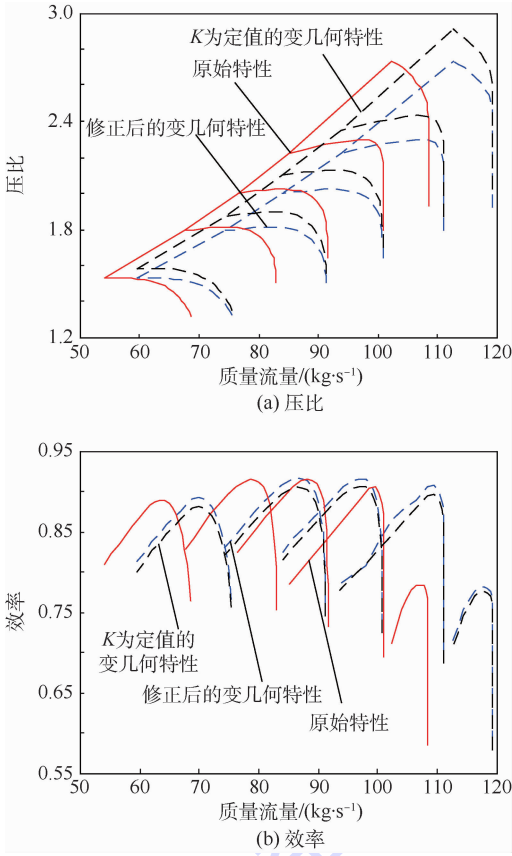 3.0
2.4
1.8
1.2
压比
K为定值的变几何特性
原始特性
修正后的变几何特性
50 60 70 80 90 100 110 120
质量流量/(kg·s⁻¹)
(a) 压比
0.95
0.85
0.75
0.65
0.55
效率
K为定值的
变几何特性
修正后的变几何特性
原始特性
50 60 70 80 90 100 110 120
质量流量/(kg·s⁻¹)
(b) 效率